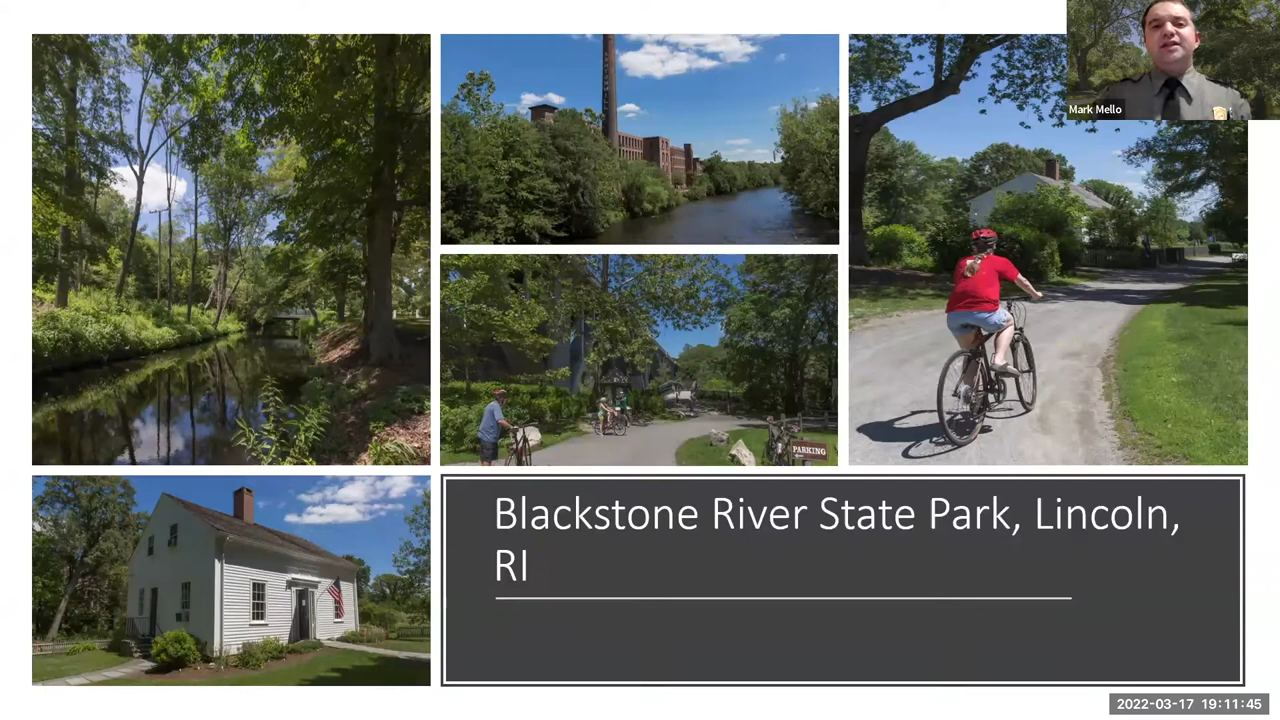 Mark Mello
PARKING
Blackstone River State Park, Lincoln,
RI
2022-03-17 19:11:45